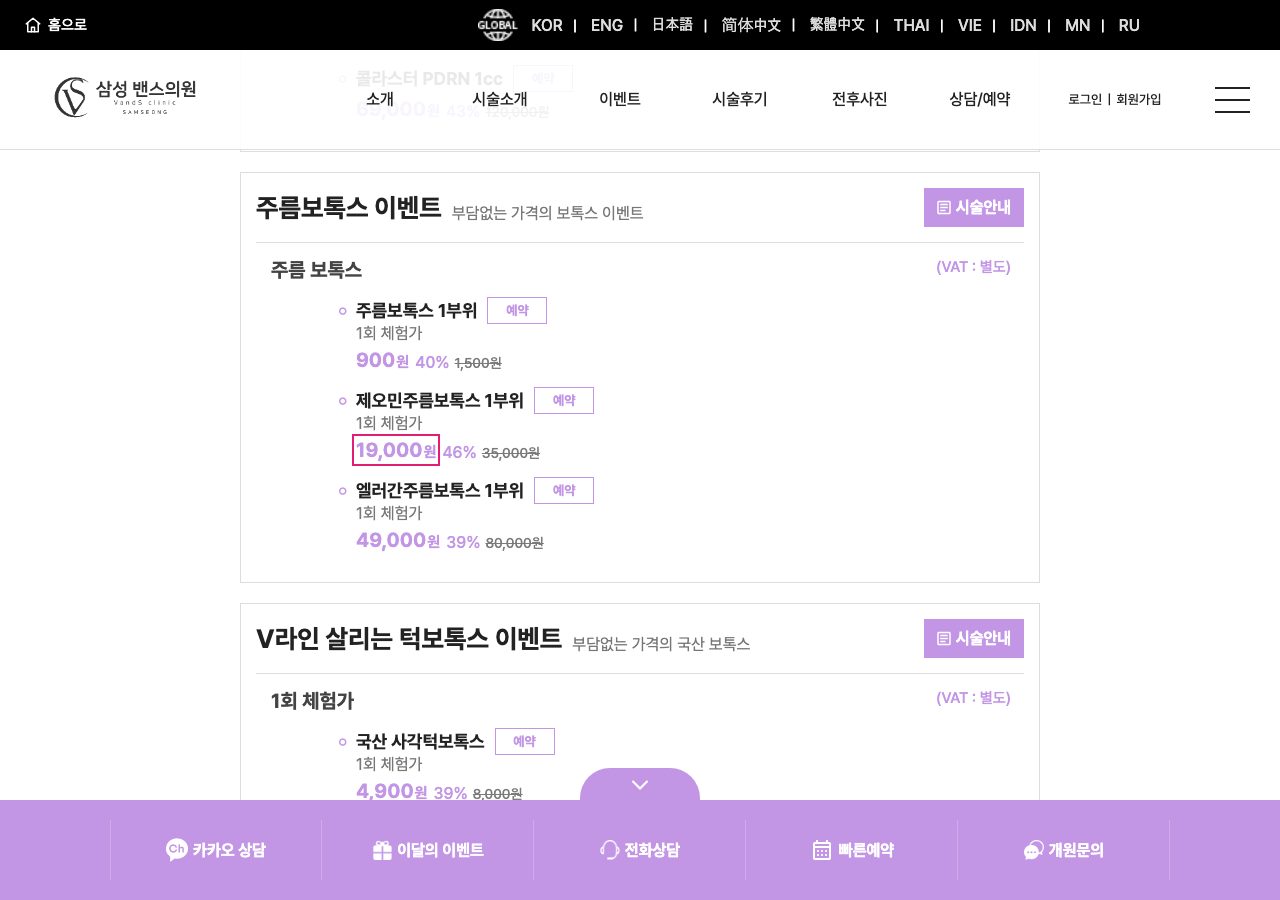 홈으로
GLOBAL KOR | ENG | 日本語 | 简体中文 | 繁體中文 | THAI | VIE | IDN | MN | RU
콜라스터 PDRN 1cc 예약
삼성 밴스의원
VandS clinic
SAMSEONG
소개 시술소개 이벤트 시술후기 전후사진 상담/예약 로그인 | 회원가입
43%
주름보톡스 이벤트 부담없는 가격의 보톡스 이벤트 시술안내
주름 보톡스 (VAT : 별도)
주름보톡스 1부위 예약
1회 체험가
900원 40% 1,500원
제오민주름보톡스 1부위 예약
1회 체험가
19,000원 46% 35,000원
엘러간주름보톡스 1부위 예약
1회 체험가
49,000원 39% 80,000원
V라인 살리는 턱보톡스 이벤트 부담없는 가격의 국산 보톡스 시술안내
1회 체험가 (VAT : 별도)
국산 사각턱보톡스 예약
1회 체험가
4,900원 39% 8,000원
Ch 카카오 상담 이달의 이벤트 전화상담 빠른예약 개원문의